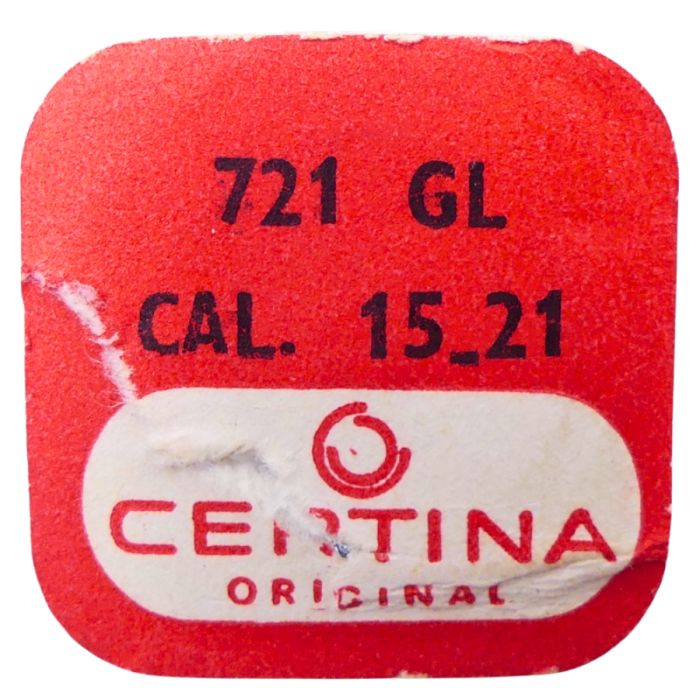 721 GL
CAL. 15_21
CERTINA
ORIGINAL